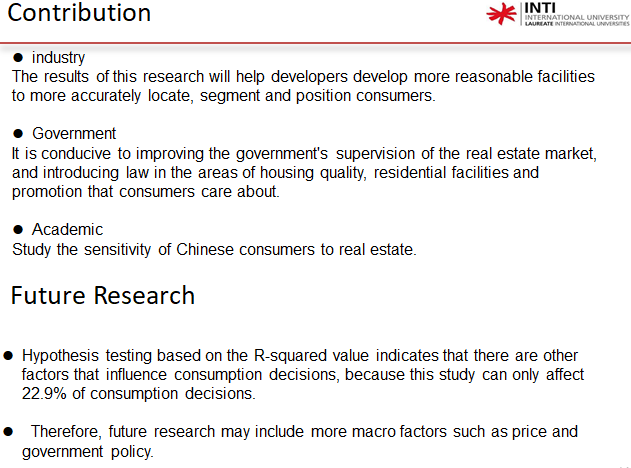 Contribution
INTI
INTERNATIONAL UNIVERSITY
LAUREATE INTERNATIONAL UNIVERSITIES
● industry
The results of this research will help developers develop more reasonable facilities
to more accurately locate, segment and position consumers.
● Government
It is conducive to improving the government's supervision of the real estate market,
and introducing law in the areas of housing quality, residential facilities and
promotion that consumers care about.
● Academic
Study the sensitivity of Chinese consumers to real estate.
Future Research
● Hypothesis testing based on the R-squared value indicates that there are other
factors that influence consumption decisions, because this study can only affect
22.9% of consumption decisions.
● Therefore, future research may include more macro factors such as price and
government policy.